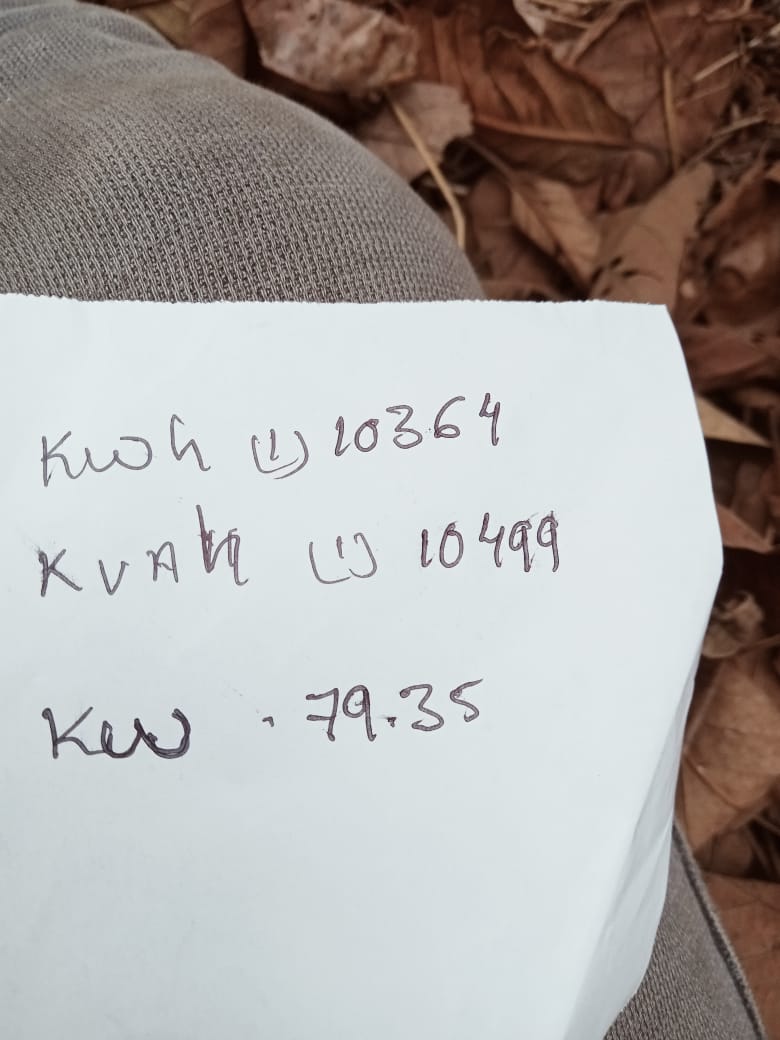 KWh (1) 10364
KVAh (1) 10499
KW . 79.35